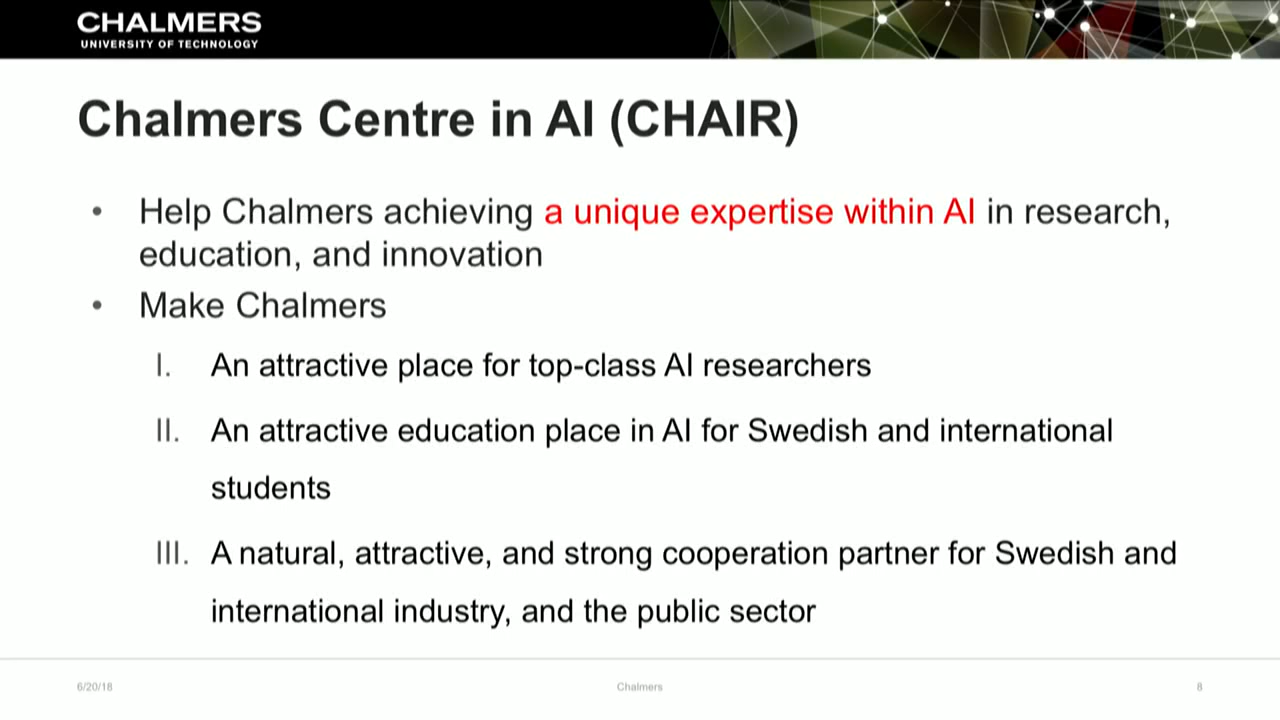 CHALMERS
UNIVERSITY OF TECHNOLOGY
Chalmers Centre in AI (CHAIR)
• Help Chalmers achieving a unique expertise within AI in research,
education, and innovation
• Make Chalmers
I. An attractive place for top-class AI researchers
II. An attractive education place in AI for Swedish and international
students
III. A natural, attractive, and strong cooperation partner for Swedish and
international industry, and the public sector
6/20/18 Chalmers 8